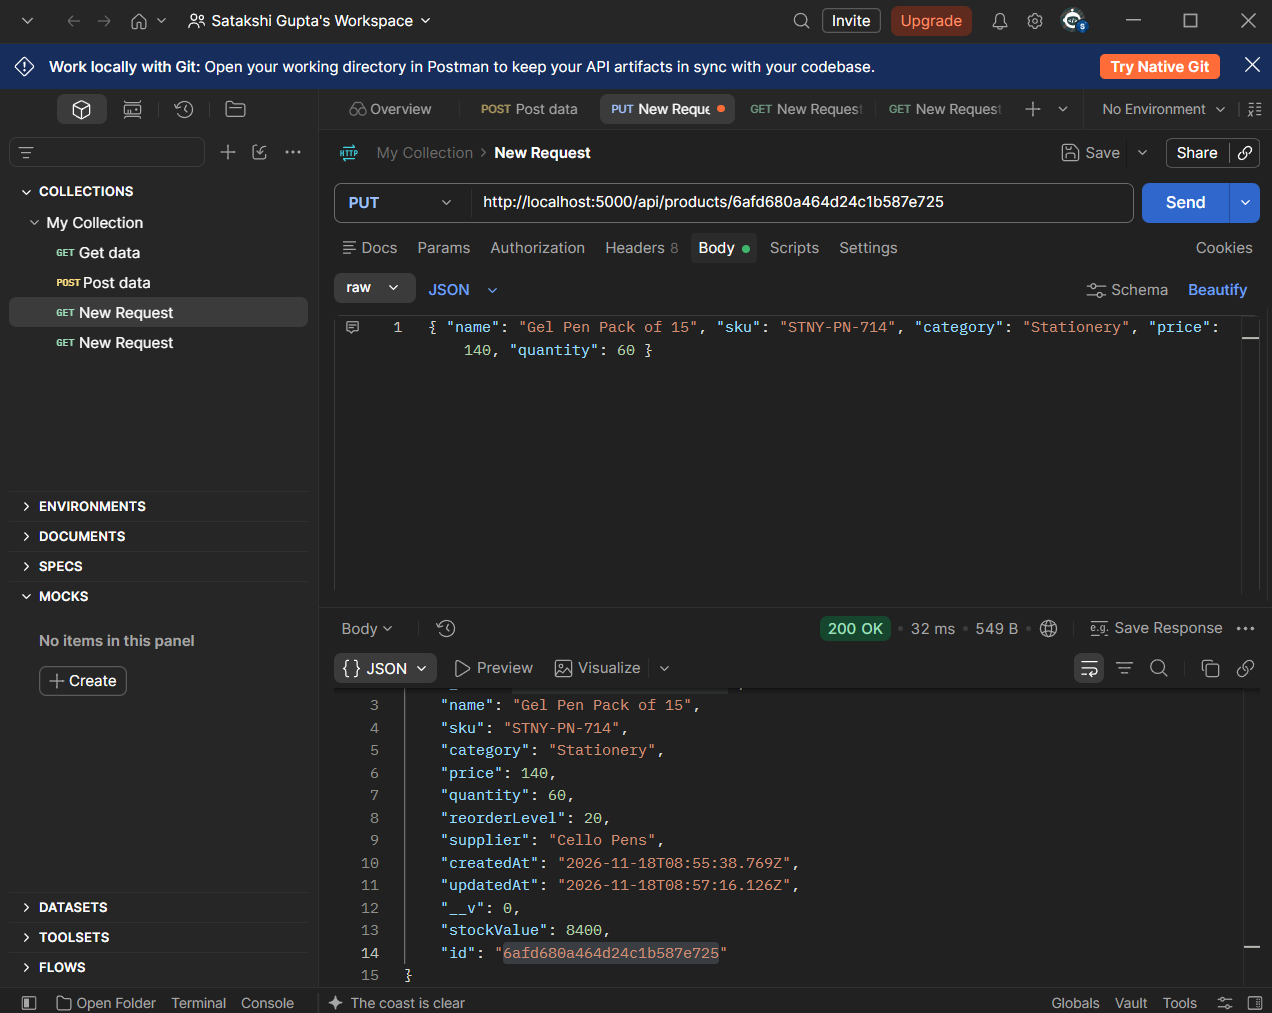 Satakshi Gupta's Workspace
Invite
Upgrade
Work locally with Git: Open your working directory in Postman to keep your API artifacts in sync with your codebase.
Try Native Git
Overview
POST Post data
PUT New Reque
GET New Request
GET New Request
No Environment
HTTP My Collection > New Request
Save
Share
PUT
http://localhost:5000/api/products/6afd680a464d24c1b587e725
Send
Docs
Params
Authorization
Headers 8
Body
Scripts
Settings
Cookies
raw
JSON
Schema
Beautify
1 { "name": "Gel Pen Pack of 15", "sku": "STNY-PN-714", "category": "Stationery", "price":
140, "quantity": 60 }
COLLECTIONS
My Collection
GET Get data
POST Post data
GET New Request
GET New Request
ENVIRONMENTS
DOCUMENTS
SPECS
MOCKS
No items in this panel
+ Create
DATASETS
TOOLSETS
FLOWS
Body
200 OK • 32 ms • 549 B
e.g. Save Response
{ } JSON
Preview
Visualize
3 "name": "Gel Pen Pack of 15",
4 "sku": "STNY-PN-714",
5 "category": "Stationery",
6 "price": 140,
7 "quantity": 60,
8 "reorderLevel": 20,
9 "supplier": "Cello Pens",
10 "createdAt": "2026-11-18T08:55:38.769Z",
11 "updatedAt": "2026-11-18T08:57:16.126Z",
12 "__v": 0,
13 "stockValue": 8400,
14 "id": "6afd680a464d24c1b587e725"
15 }
Open Folder
Terminal
Console
The coast is clear
Globals
Vault
Tools